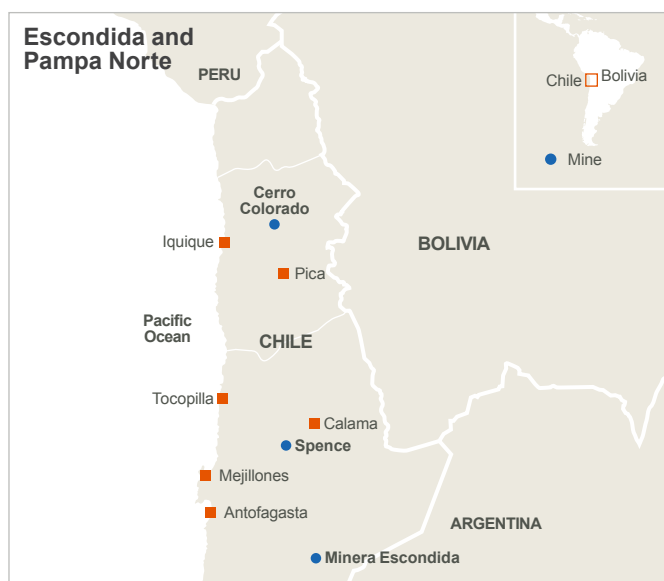 Escondida and
Pampa Norte
PERU
Chile
Bolivia
Mine
Cerro
Colorado
Iquique
BOLIVIA
Pica
Pacific
Ocean
CHILE
Tocopilla
Calama
Spence
Mejillones
Antofagasta
ARGENTINA
Minera Escondida